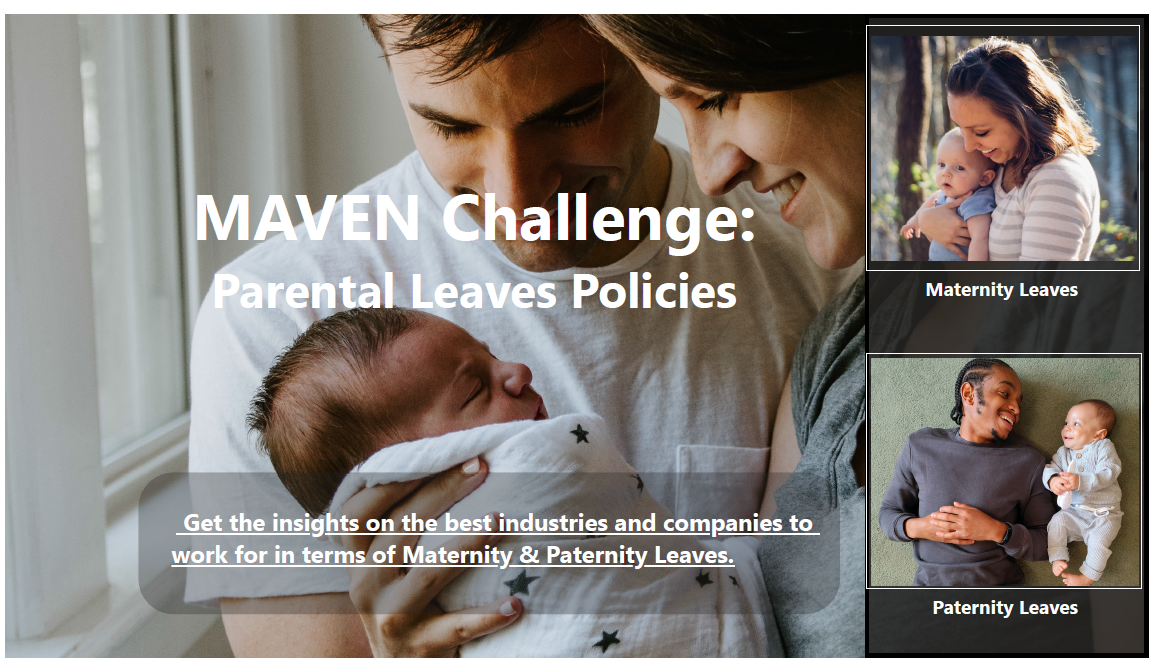 MAVEN Challenge:
Parental Leaves Policies
Get the insights on the best industries and companies to
work for in terms of Maternity & Paternity Leaves.
Maternity Leaves
Paternity Leaves